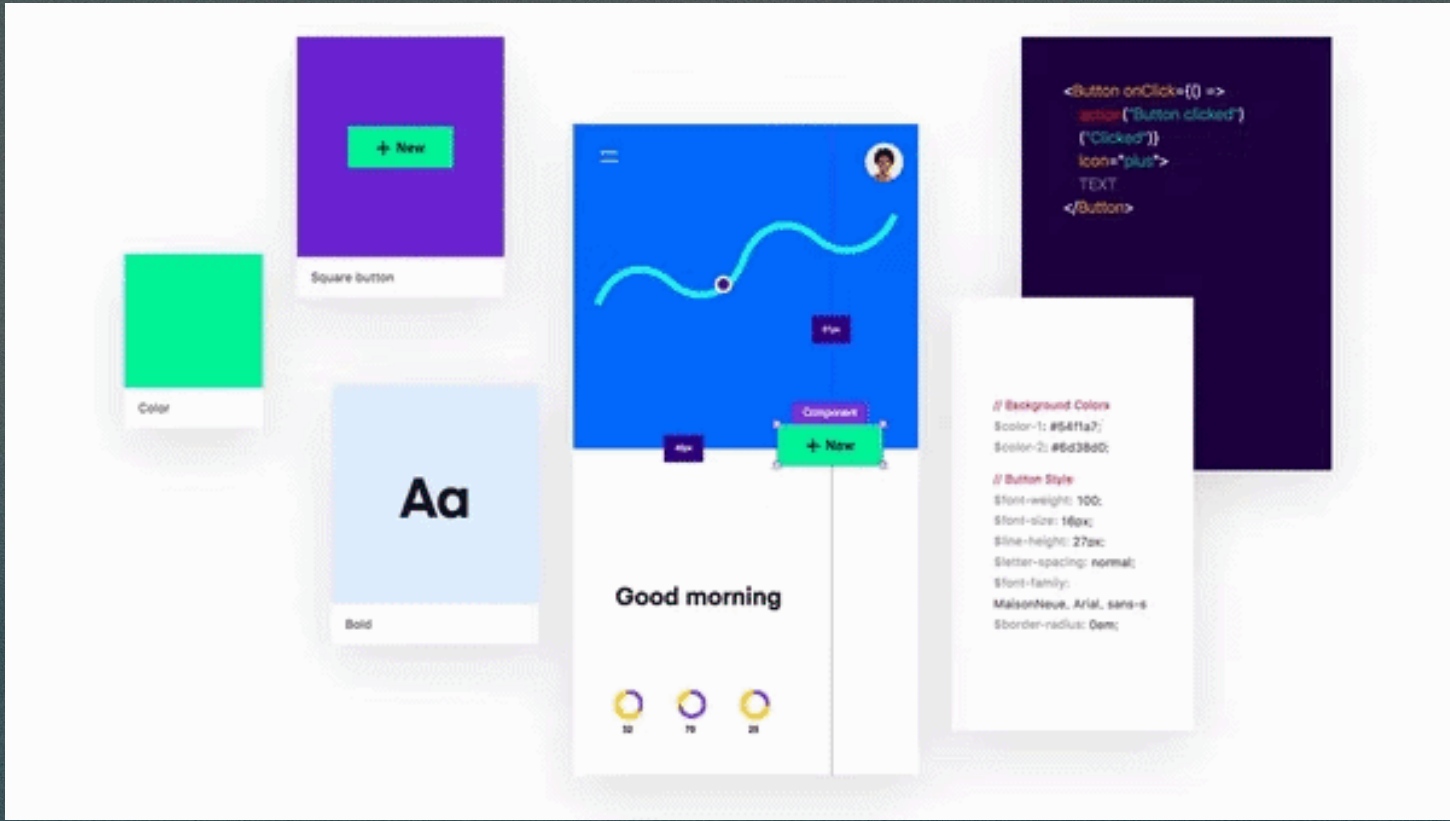 + New
Square button
Color
Aa
Bold
Component
+ New
Good morning
32
70
<Button onClick={() =>
action("Button clicked")
("Clicked")}
icon="plus">
TEXT
</Button>
// Background Colors
$color-1: #54f1a7;
$color-2: #6d38d0;
// Button Style
$font-weight: 100;
$font-size: 16px;
$line-height: 27px;
$letter-spacing: normal;
$font-family:
MaisonNeue, Arial, sans-s
$border-radius: 0em;